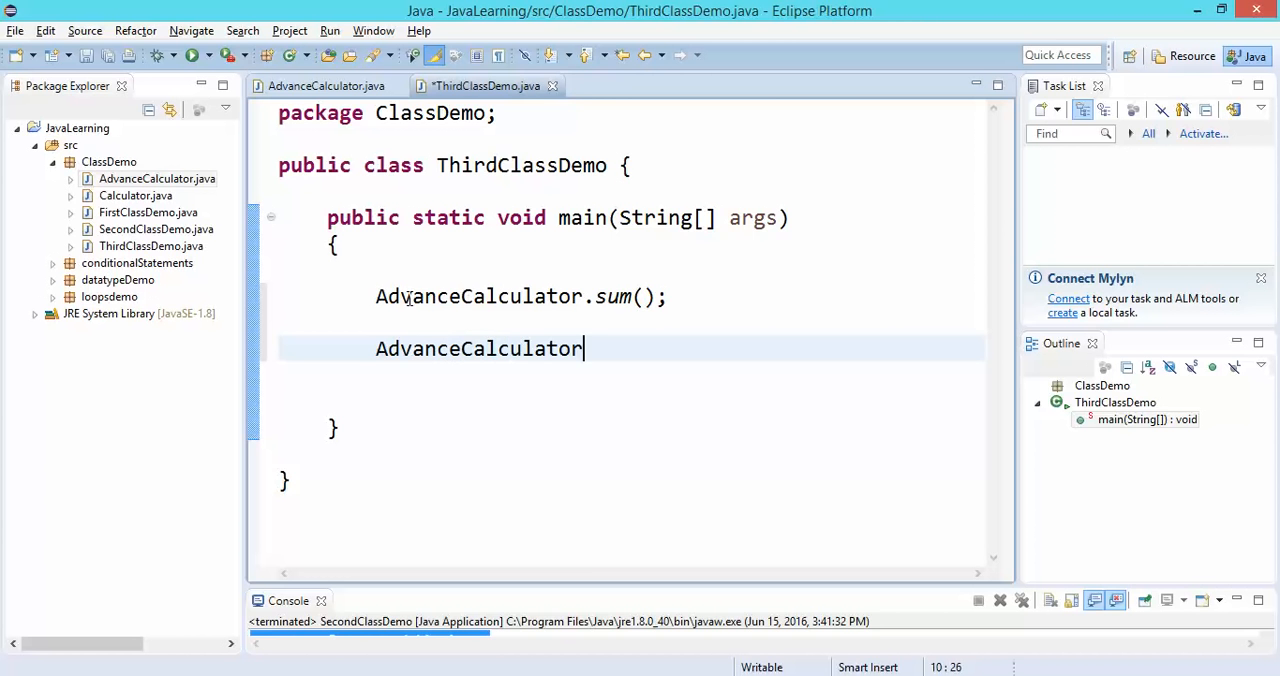 Java - JavaLearning/src/ClassDemo/ThirdClassDemo.java - Eclipse Platform
File Edit Source Refactor Navigate Search Project Run Window Help
Quick Access
Resource
Java
Package Explorer
AdvanceCalculator.java
*ThirdClassDemo.java
Task List
JavaLearning
src
ClassDemo
AdvanceCalculator.java
Calculator.java
FirstClassDemo.java
SecondClassDemo.java
ThirdClassDemo.java
conditionalStatements
datatypeDemo
loopsdemo
JRE System Library [JavaSE-1.8]
package ClassDemo;
public class ThirdClassDemo {
public static void main(String[] args)
{
AdvanceCalculator.sum();
AdvanceCalculator
}
}
Find
All
Activate...
Connect Mylyn
Connect to your task and ALM tools or
create a local task.
Outline
ClassDemo
ThirdClassDemo
main(String[]) : void
Console
<terminated> SecondClassDemo [Java Application] C:\Program Files\Java\jre1.8.0_40\bin\javaw.exe (Jun 15, 2016, 3:41:32 PM)
Writable
Smart Insert
10 : 26